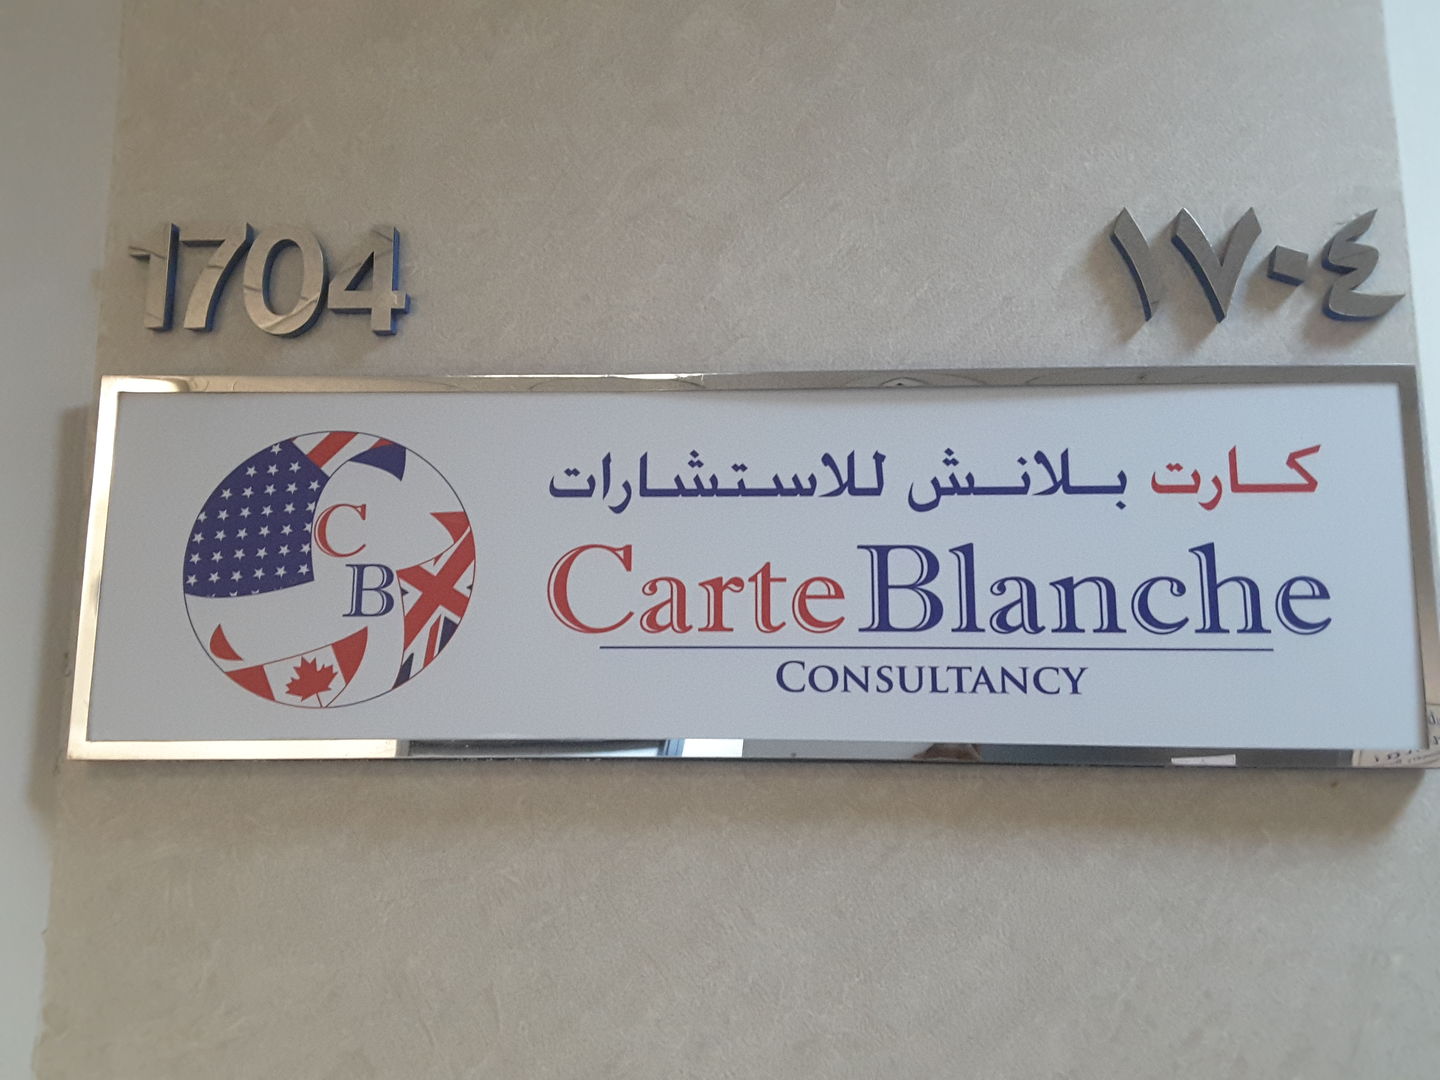 1704
١٧٠٤
C
B
كارت بلانش للاستشارات
Carte Blanche
CONSULTANCY